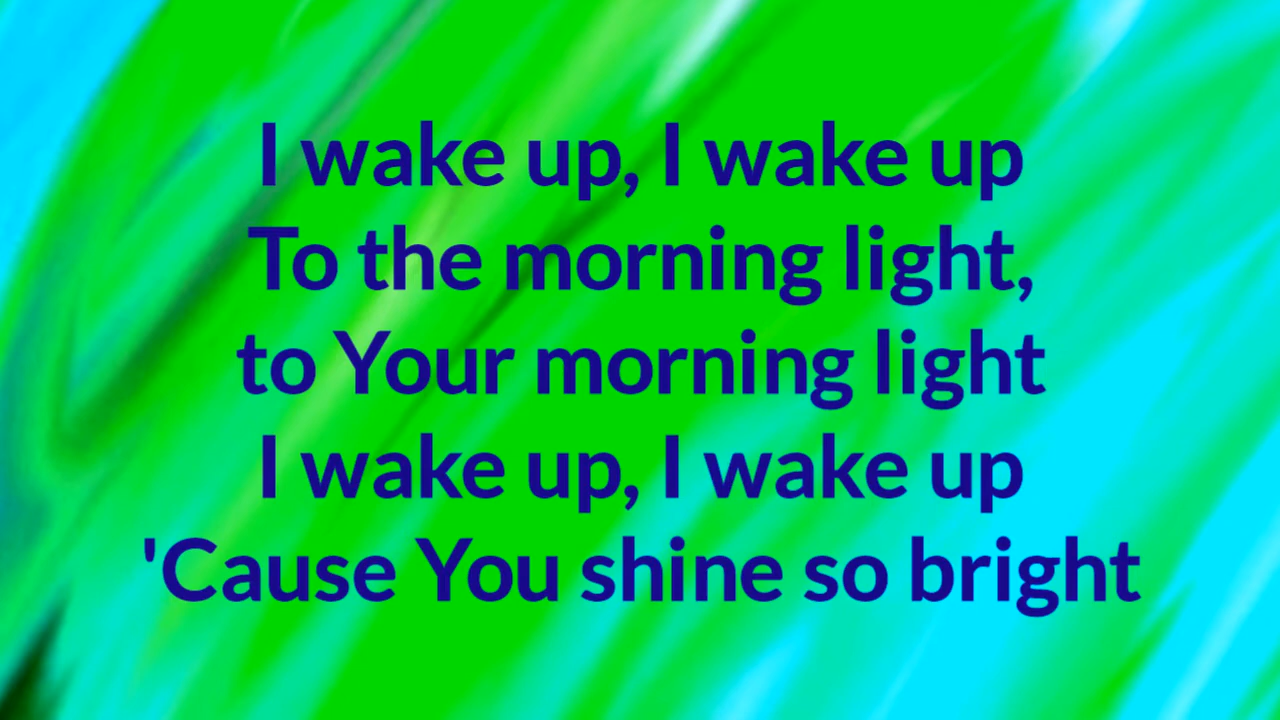 I wake up, I wake up
To the morning light,
to Your morning light
I wake up, I wake up
'Cause You shine so bright